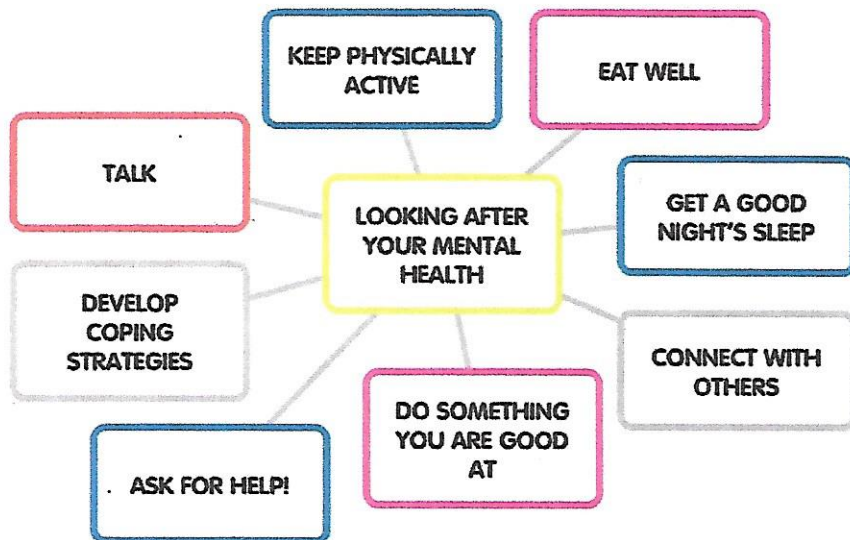 KEEP PHYSICALLY
ACTIVE
EAT WELL
TALK
LOOKING AFTER
YOUR MENTAL
HEALTH
GET A GOOD
NIGHT'S SLEEP
DEVELOP
COPING
STRATEGIES
CONNECT WITH
OTHERS
DO SOMETHING
YOU ARE GOOD
AT
ASK FOR HELP!